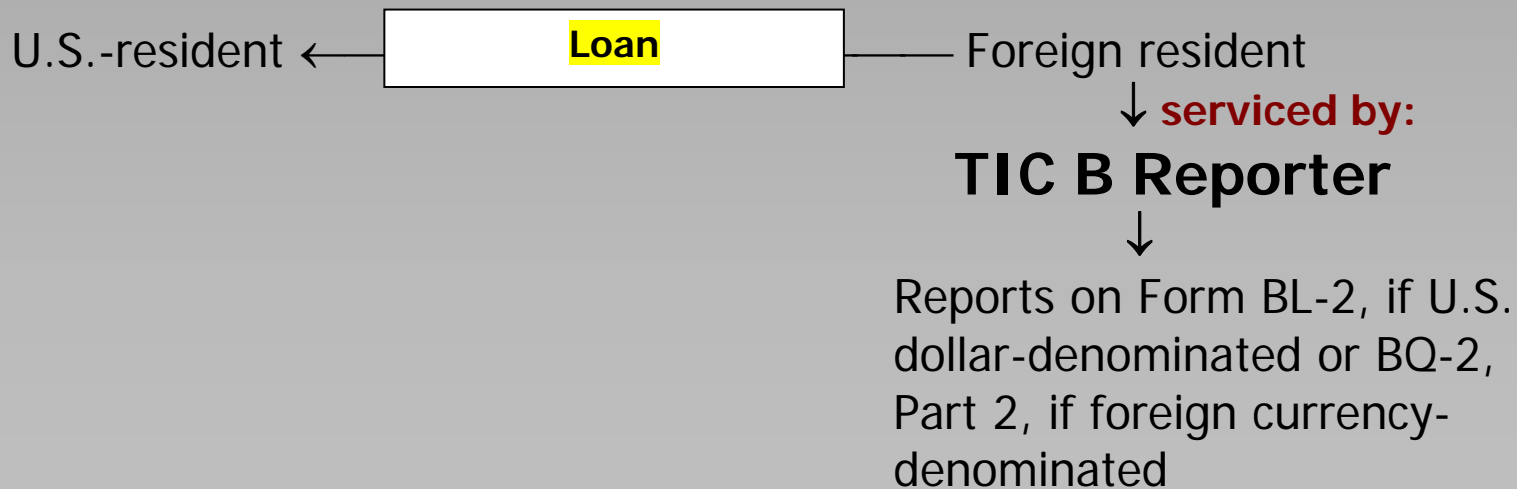 U.S.-resident ← Loan Foreign resident
↓ serviced by:
TIC B Reporter
↓
Reports on Form BL-2, if U.S.
dollar-denominated or BQ-2,
Part 2, if foreign currency-
denominated